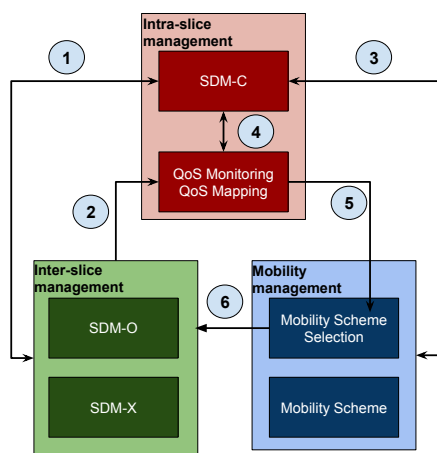 Intra-slice
management
1
3
SDM-C
4
QoS Monitoring
QoS Mapping
2
5
Inter-slice
management
6
Mobility
management
SDM-O
Mobility Scheme
Selection
SDM-X
Mobility Scheme